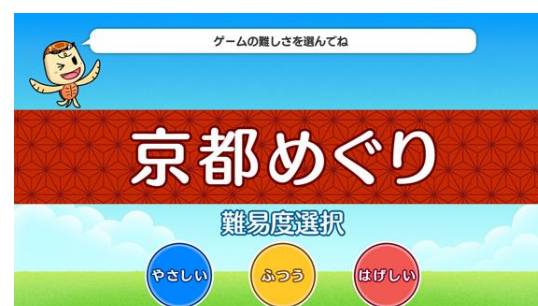 ゲームの難しさを選んでね
京都めぐり
難易度選択
やさしい
ふつう
はげしい